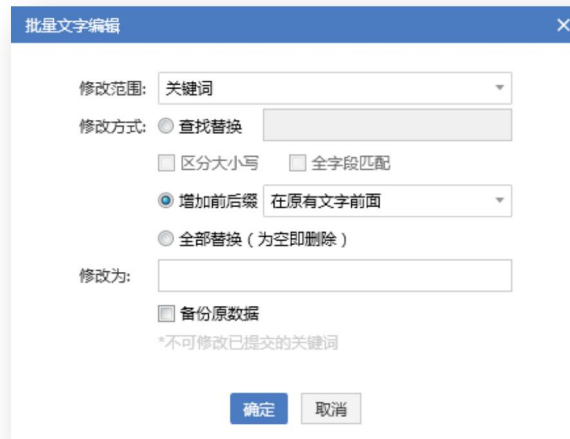 批量文字编辑
修改范围: 关键词
修改方式: 查找替换
区分大小写 全字段匹配
增加前后缀 在原有文字前面
全部替换（为空即删除）
修改为:
备份原数据
*不可修改已提交的关键词
确定 取消